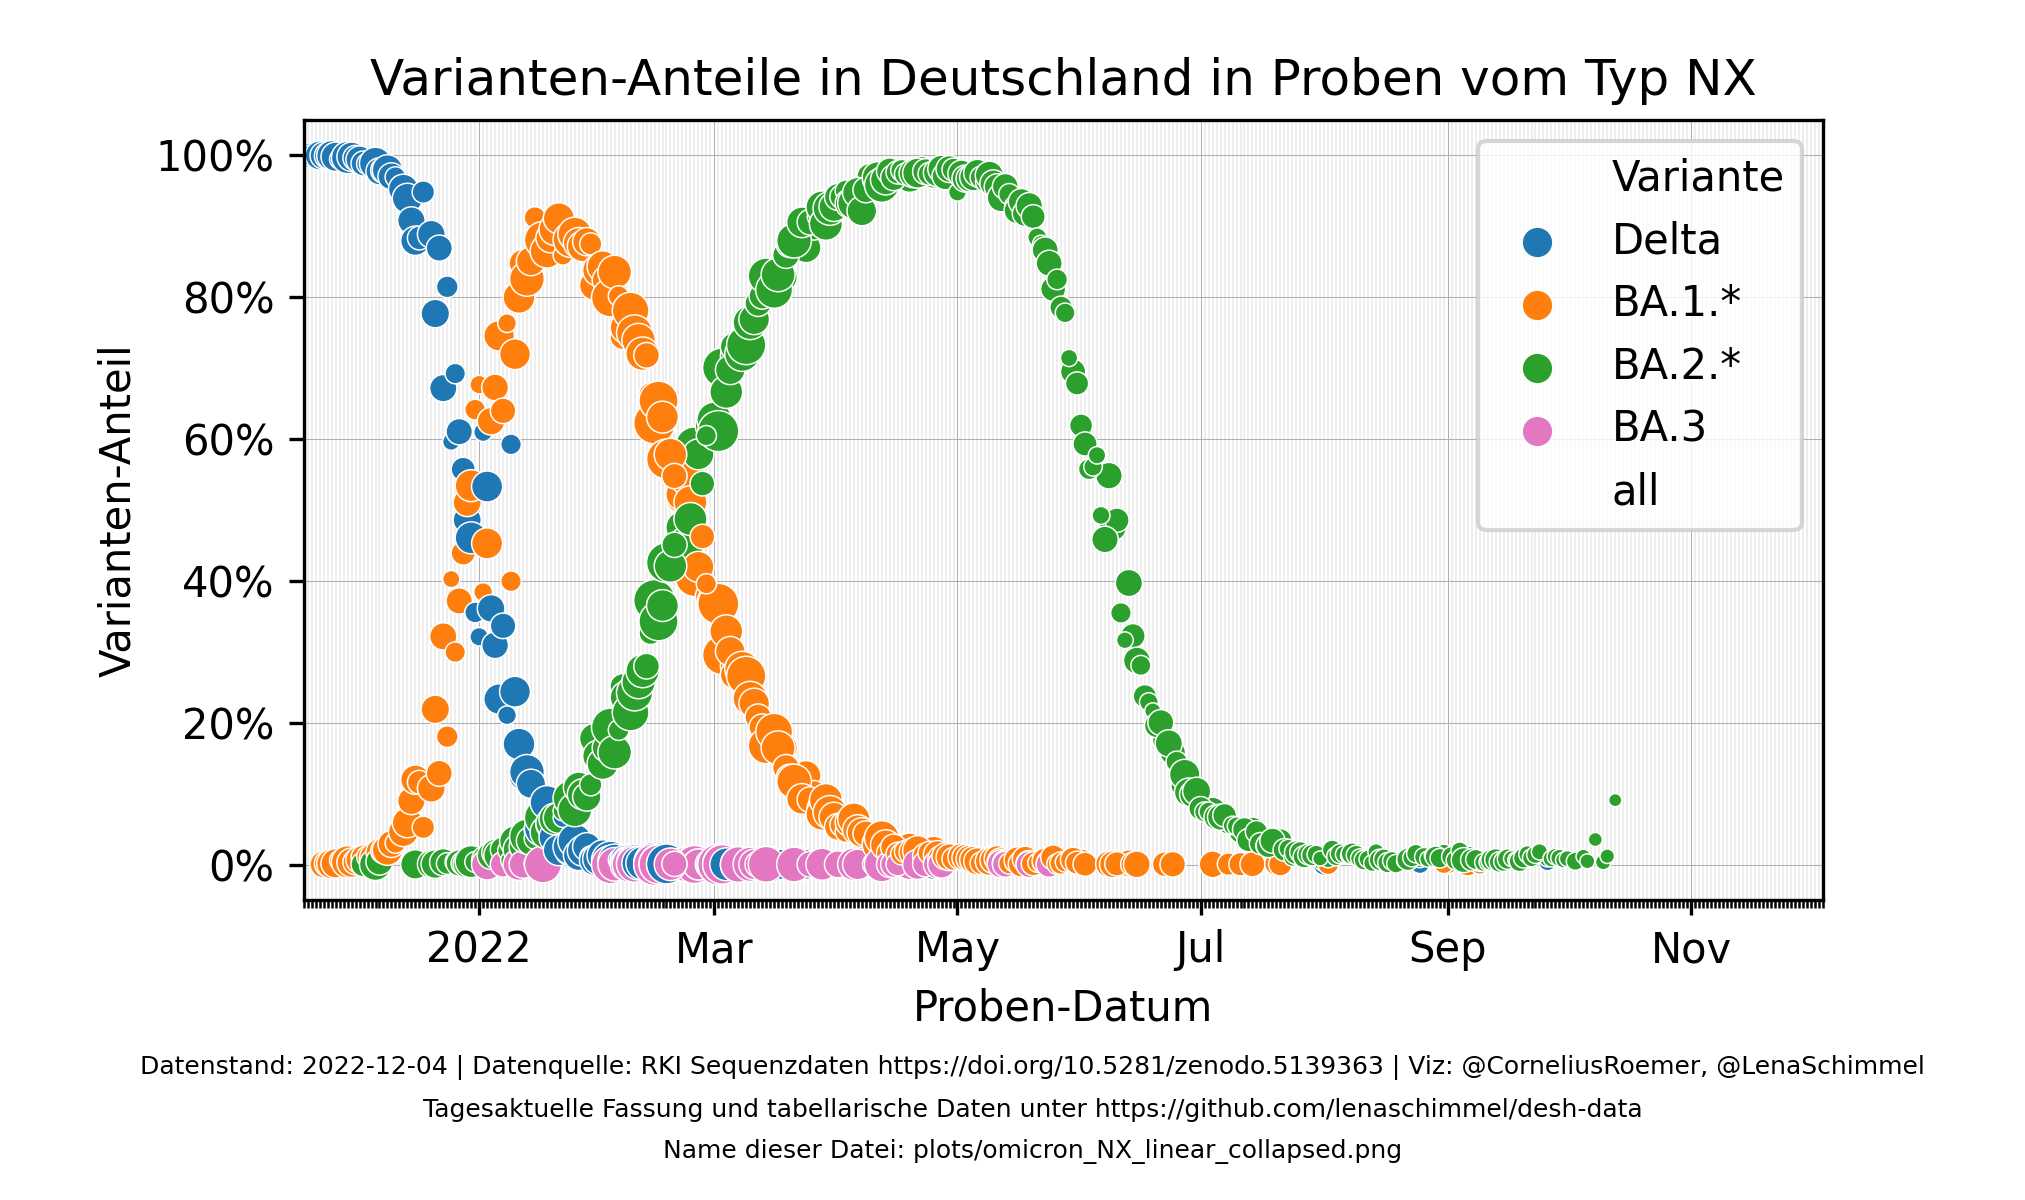 Varianten-Anteile in Deutschland in Proben vom Typ NX
Varianten-Anteil
100%
80%
60%
40%
20%
0%
Variante
Delta
BA.1.*
BA.2.*
BA.3
all
2022
Mar
May
Jul
Sep
Nov
Proben-Datum
Datenstand: 2022-12-04 | Datenquelle: RKI Sequenzdaten https://doi.org/10.5281/zenodo.5139363 | Viz: @CorneliusRoemer, @LenaSchimmel
Tagesaktuelle Fassung und tabellarische Daten unter https://github.com/lenaschimmel/desh-data
Name dieser Datei: plots/omicron_NX_linear_collapsed.png